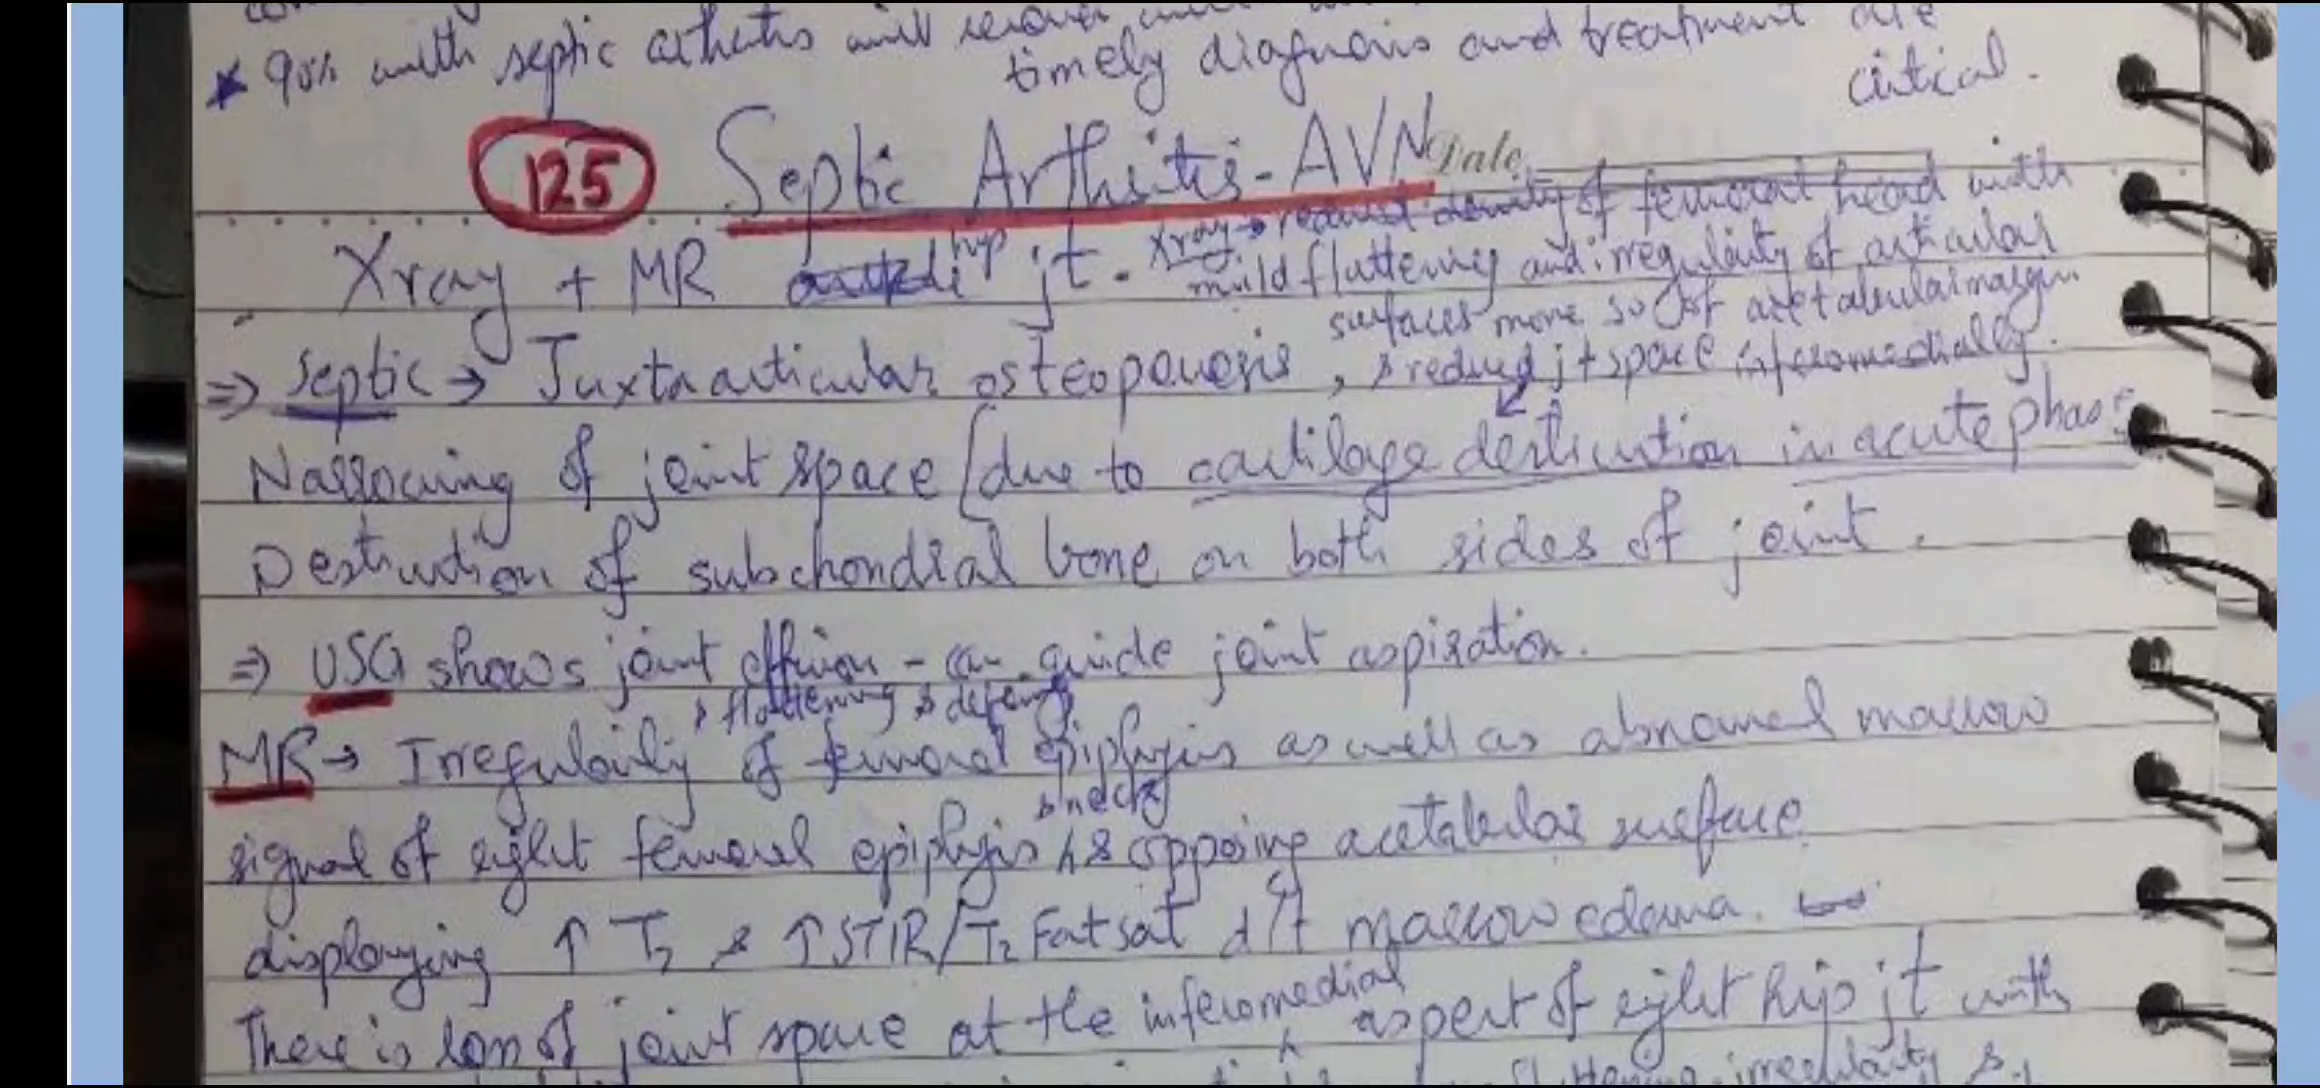 * 90% with septic arthritis will recover
timely diagnosis and treatment are
critical.
125 Septic Arthritis - AVN
Date
Xray + MR hip jt.
Xray → reduced density of femoral head with
mild flattening and irregularity of articular
surfaces more so of acetabular margin
& reduced jt space inferomedially.
⇒ Septic → Juxtaarticular osteoporosis,
Narrowing of joint space [due to cartilage destruction in acute phase
Destruction of subchondral bone on both sides of joint.
⇒ USG shows joint effusion - can guide joint aspiration.
& flattening &
MR → Irregularity of femoral epiphysis as well as abnormal marrow
& neck
signal of right femoral epiphysis & opposing acetabular surface
displaying ↑ T2 & ↑ STIR/T2 Fat sat d/t marrow edema.
There is loss of joint space at the inferomedial aspect of right hip jt with
flattening, irregularity &